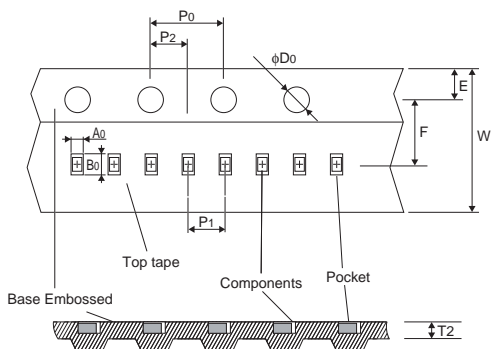 P0
P2
ϕD0
E
F
W
A0
B0
P1
Top tape
Components
Pocket
Base Embossed
T2